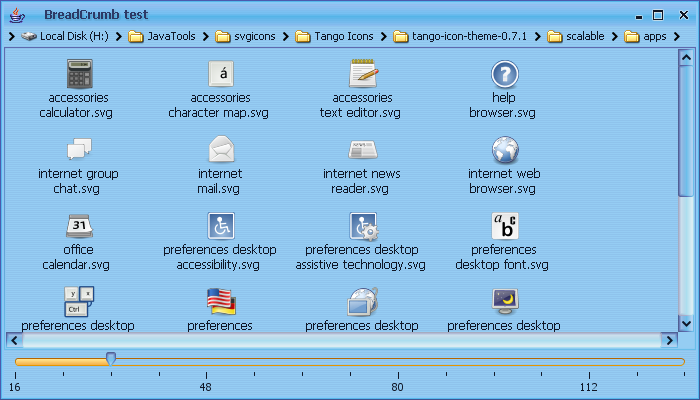 BreadCrumb test
Local Disk (H:) JavaTools svgicons Tango Icons tango-icon-theme-0.7.1 scalable apps
accessories calculator.svg
accessories character map.svg
accessories text editor.svg
help browser.svg
internet group chat.svg
internet mail.svg
internet news reader.svg
internet web browser.svg
31
office calendar.svg
preferences desktop accessibility.svg
preferences desktop assistive technology.svg
preferences desktop font.svg
preferences desktop
preferences
preferences desktop
preferences desktop
16 48 80 112